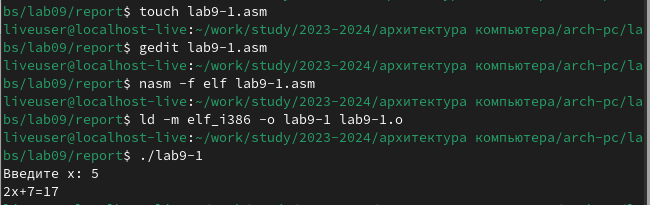 bs/lab09/report$ touch lab9-1.asm
liveuser@localhost-live:~/work/study/2023-2024/архитектура компьютера/arch-pc/la
bs/lab09/report$ gedit lab9-1.asm
liveuser@localhost-live:~/work/study/2023-2024/архитектура компьютера/arch-pc/la
bs/lab09/report$ nasm -f elf lab9-1.asm
liveuser@localhost-live:~/work/study/2023-2024/архитектура компьютера/arch-pc/la
bs/lab09/report$ ld -m elf_i386 -o lab9-1 lab9-1.o
liveuser@localhost-live:~/work/study/2023-2024/архитектура компьютера/arch-pc/la
bs/lab09/report$ ./lab9-1
Введите x: 5
2x+7=17